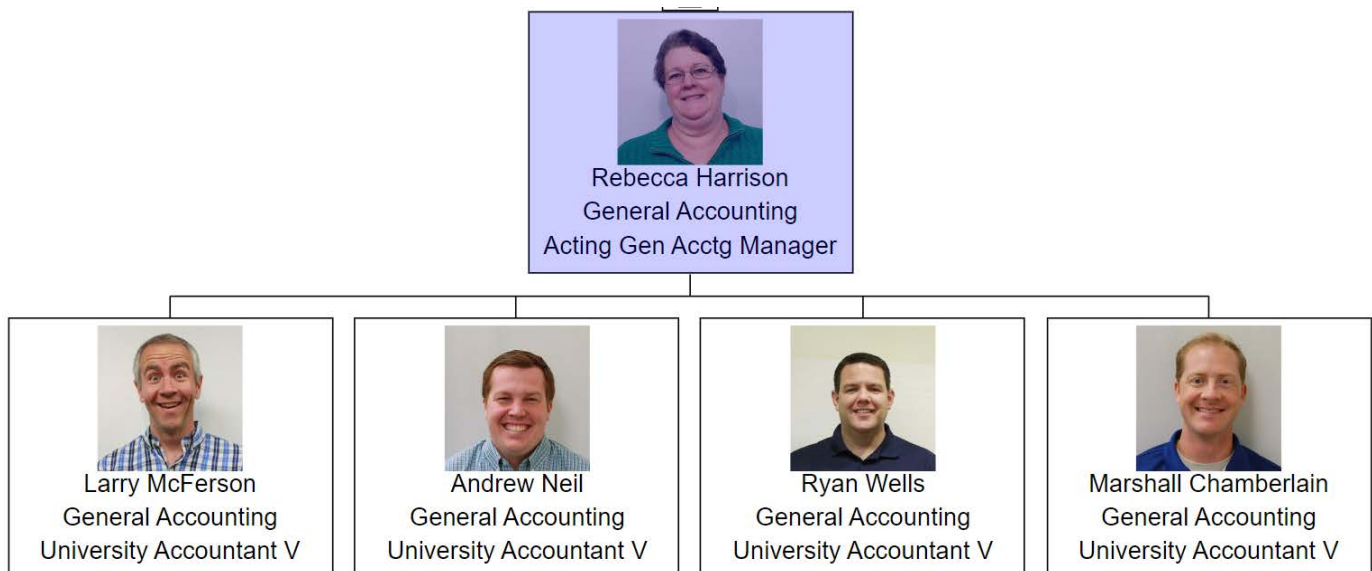 Rebecca Harrison
General Accounting
Acting Gen Acctg Manager
Larry McFerson
General Accounting
University Accountant V
Andrew Neil
General Accounting
University Accountant V
Ryan Wells
General Accounting
University Accountant V
Marshall Chamberlain
General Accounting
University Accountant V